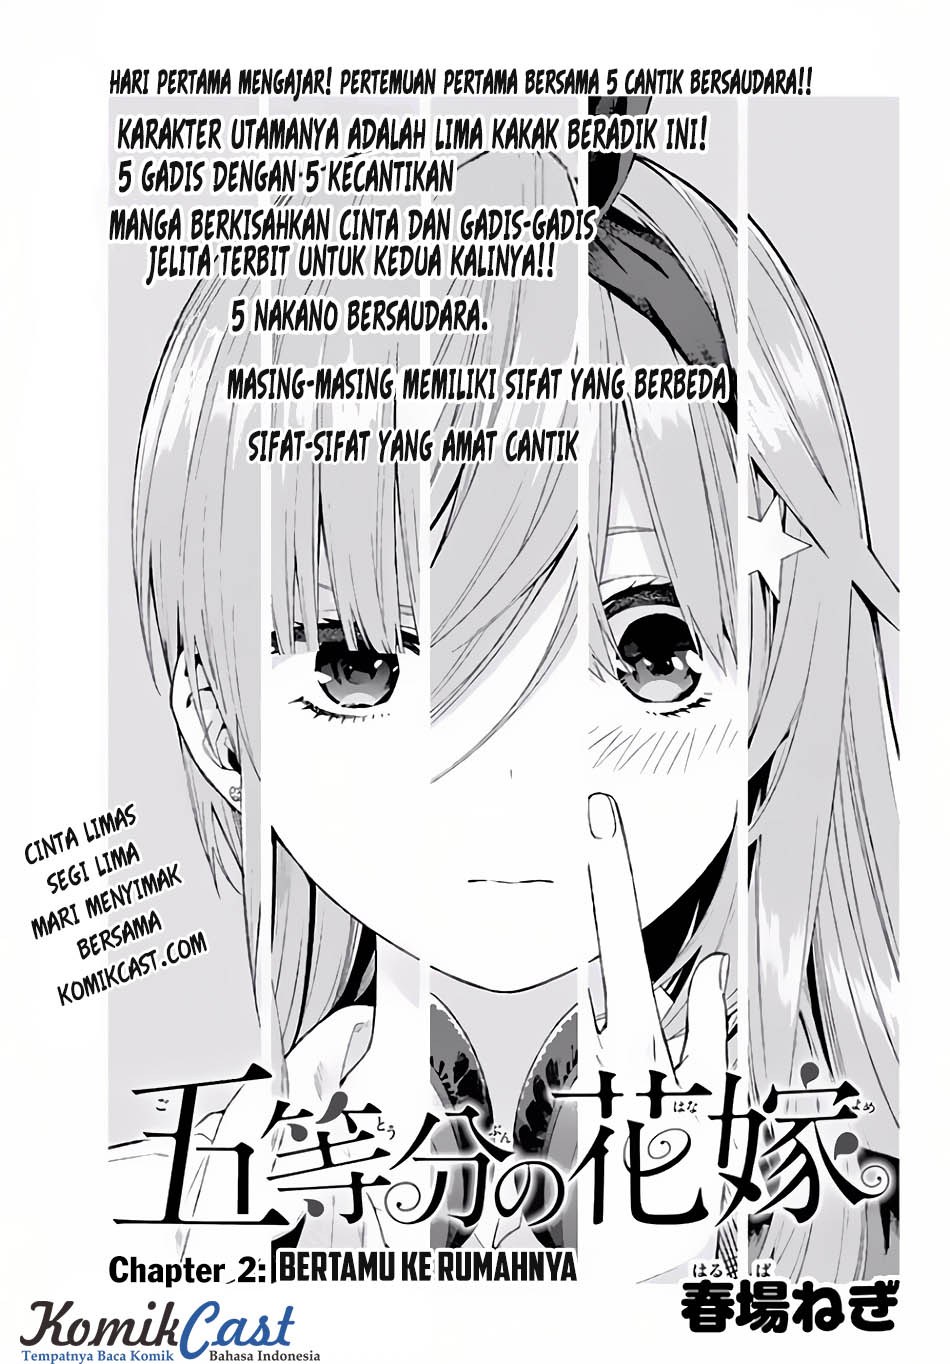 HARI PERTAMA MENGAJAR! PERTEMUAN PERTAMA BERSAMA 5 CANTIK BERSAUDARA!!
KARAKTER UTAMANYA ADALAH LIMA KAKAK BERADIK INI!
5 GADIS DENGAN 5 KECANTIKAN
MANGA BERKISAHKAN CINTA DAN GADIS-GADIS
JELITA TERBIT UNTUK KEDUA KALINYA!!
5 NAKANO BERSAUDARA.
MASING-MASING MEMILIKI SIFAT YANG BERBEDA
SIFAT-SIFAT YANG AMAT CANTIK
CINTA LIMAS
SEGI LIMA
MARI MENYIMAK
BERSAMA
KOMIKCAST.COM
ご とう ぶん はな よめ
五等分の花嫁
Chapter 2: BERTAMU KE RUMAHNYA
はる ば
春場ねぎ
KomikCast
Tempatnya Baca Komik Bahasa Indonesia